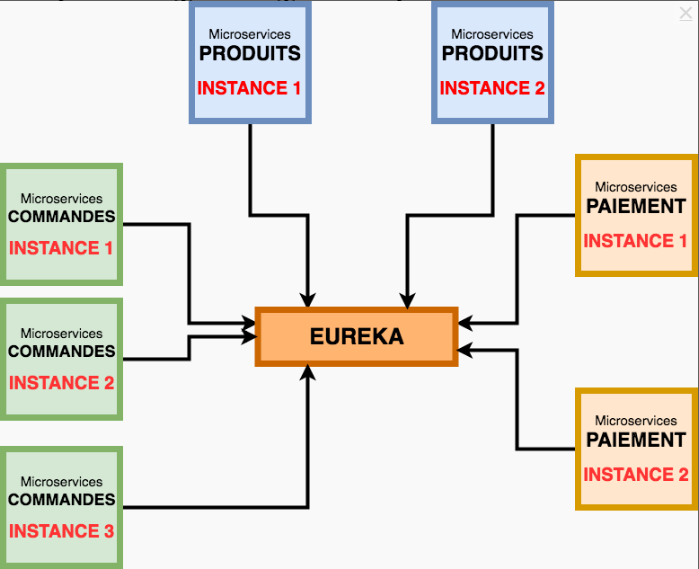 Microservices
PRODUITS
INSTANCE 1
Microservices
PRODUITS
INSTANCE 2
Microservices
COMMANDES
INSTANCE 1
Microservices
PAIEMENT
INSTANCE 1
EUREKA
Microservices
COMMANDES
INSTANCE 2
Microservices
PAIEMENT
INSTANCE 2
Microservices
COMMANDES
INSTANCE 3